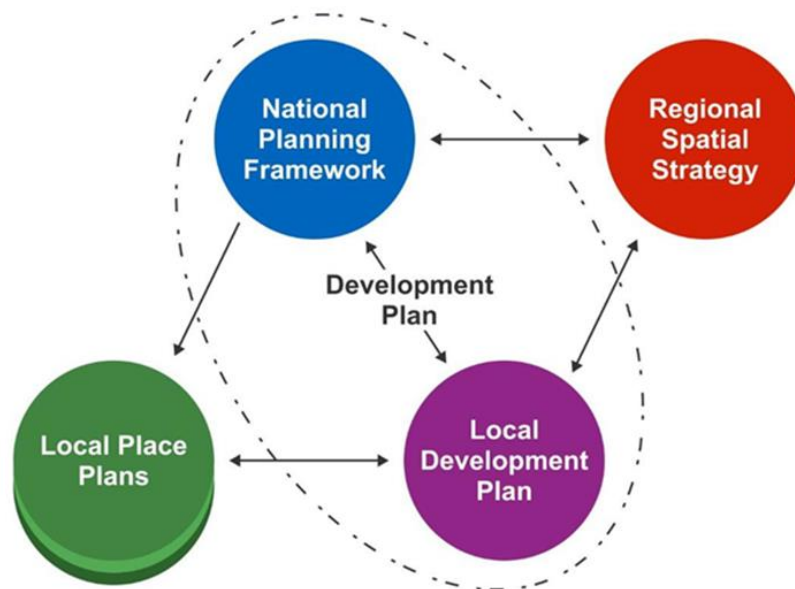 National
Planning
Framework
Regional
Spatial
Strategy
Development
Plan
Local Place
Plans
Local
Development
Plan